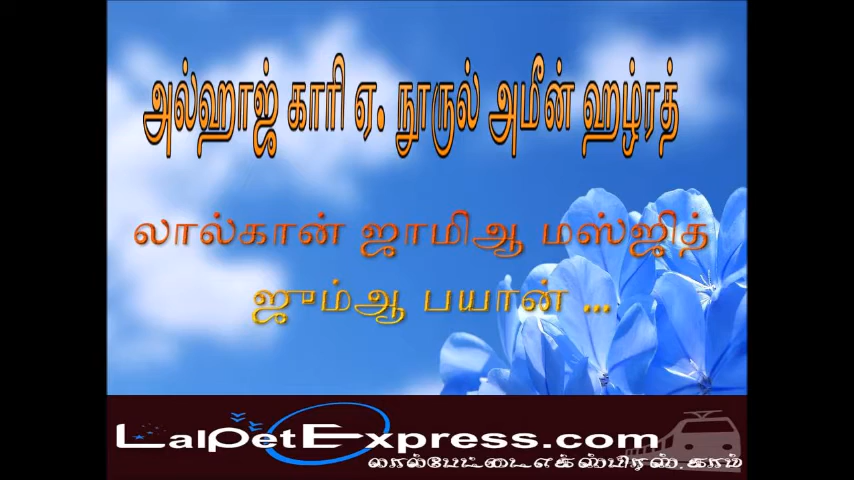 அல்ஹாஜ் காரி ஏ. நூருல் அமீன் ஹழ்ரத்
லால்கான் ஜாமிஆ மஸ்ஜித்
ஜும்ஆ பயான் ...
LalpetExpress.com
லால்பேட்டைஎக்ஸ்பிரஸ்.காம்